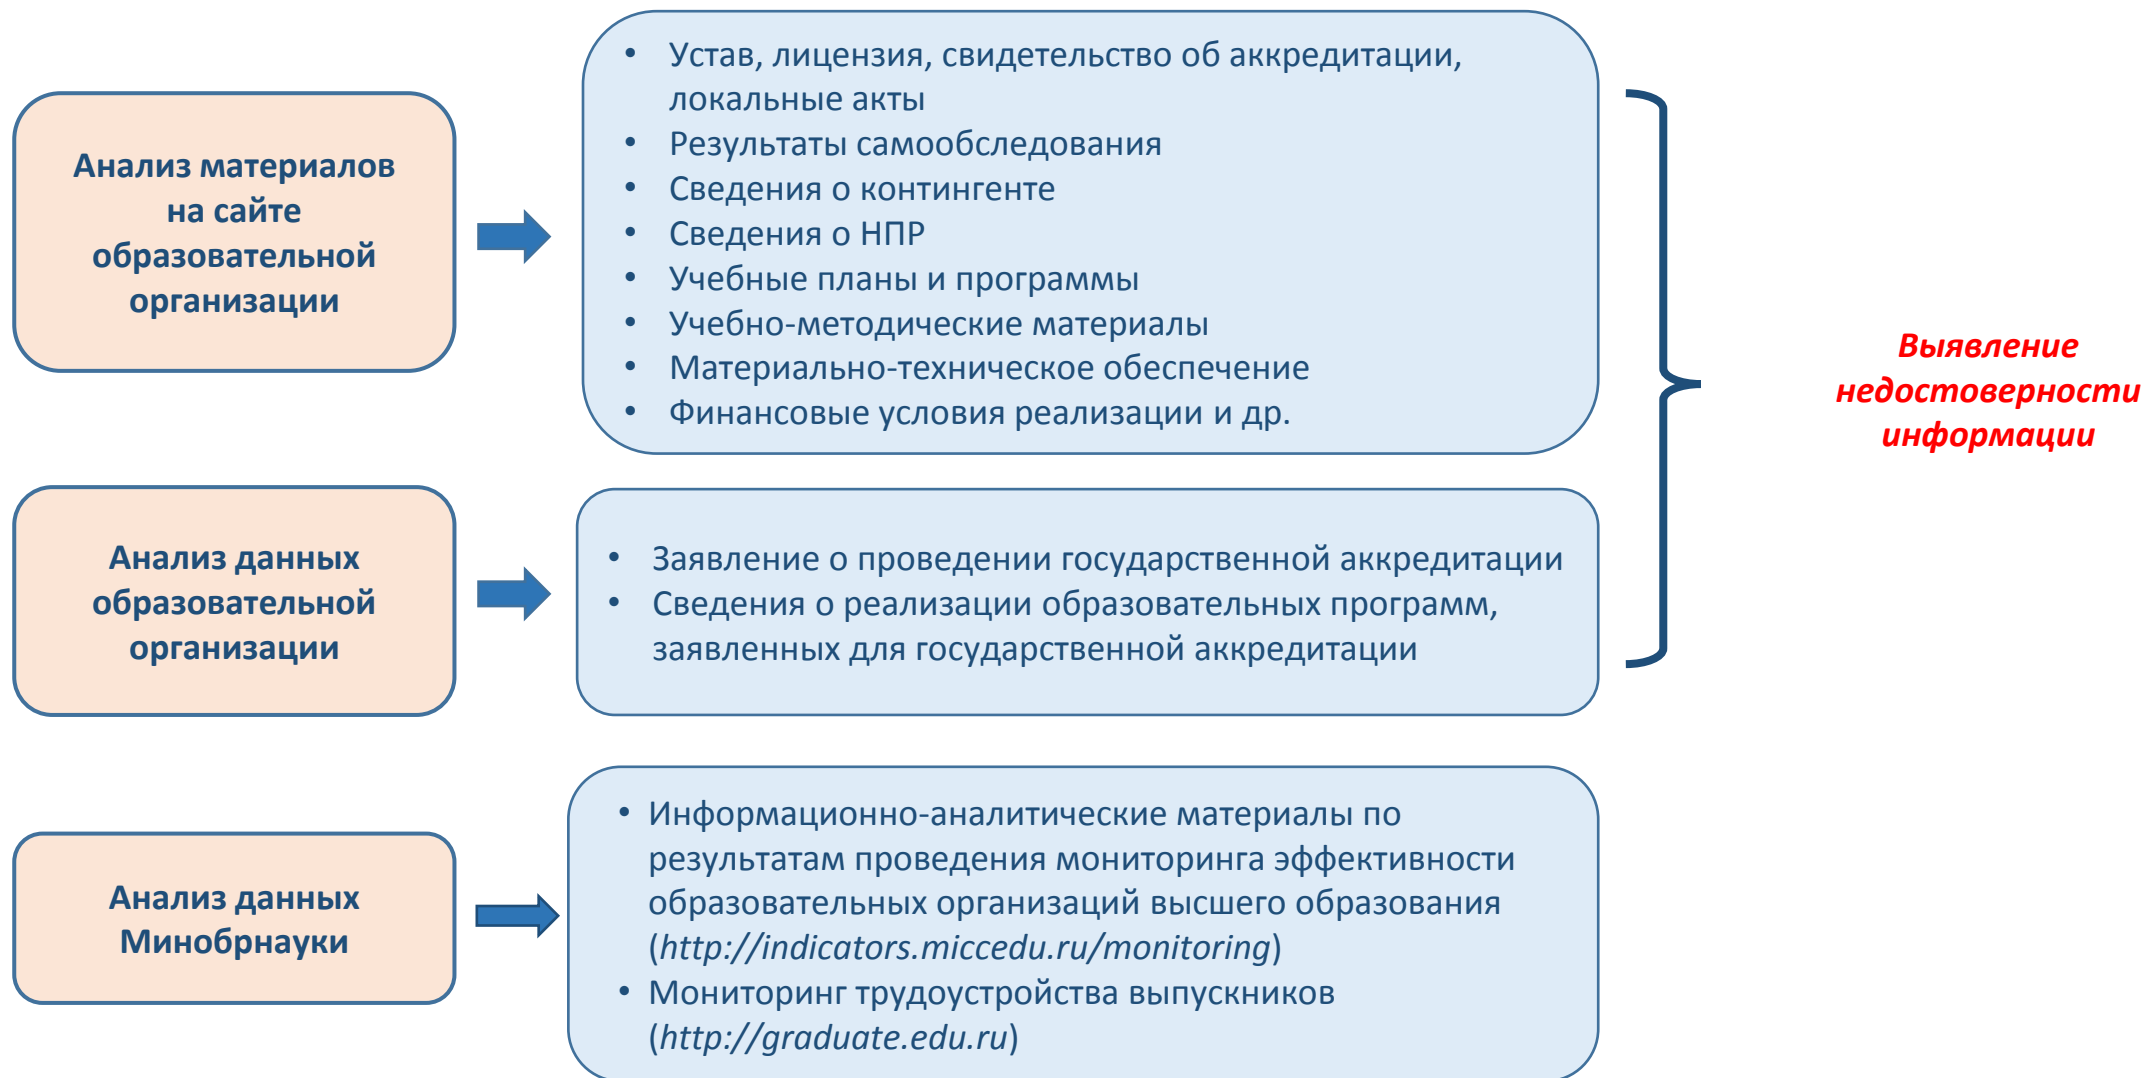 Анализ материалов
на сайте
образовательной
организации
• Устав, лицензия, свидетельство об аккредитации,
локальные акты
• Результаты самообследования
• Сведения о контингенте
• Сведения о НПР
• Учебные планы и программы
• Учебно-методические материалы
• Материально-техническое обеспечение
• Финансовые условия реализации и др.
Выявление
недостоверности
информации
Анализ данных
образовательной
организации
• Заявление о проведении государственной аккредитации
• Сведения о реализации образовательных программ,
заявленных для государственной аккредитации
Анализ данных
Минобрнауки
• Информационно-аналитические материалы по
результатам проведения мониторинга эффективности
образовательных организаций высшего образования
(http://indicators.miccedu.ru/monitoring)
• Мониторинг трудоустройства выпускников
(http://graduate.edu.ru)